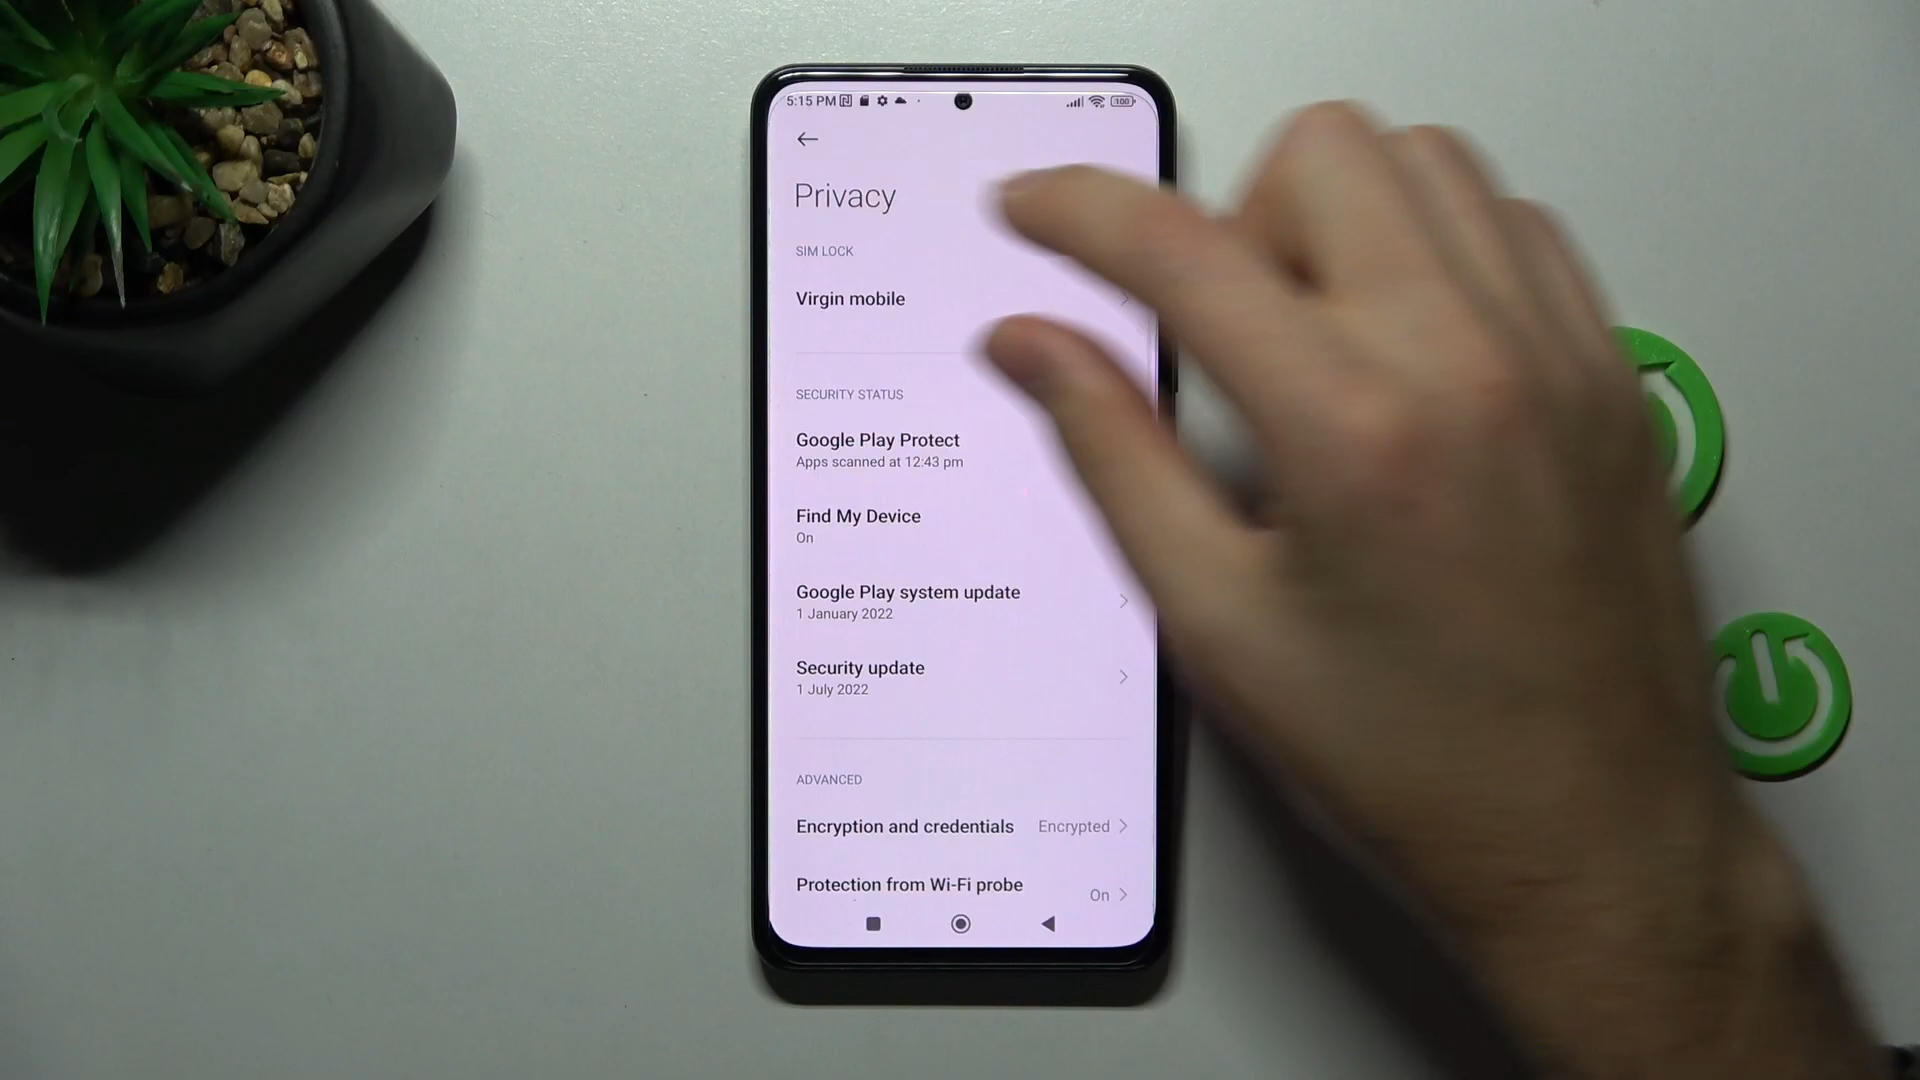 5:15 PM 100
Privacy
SIM LOCK
Virgin mobile
SECURITY STATUS
Google Play Protect
Apps scanned at 12:43 pm
Find My Device
On
Google Play system update
1 January 2022
Security update
1 July 2022
ADVANCED
Encryption and credentials Encrypted
Protection from Wi-Fi probe
On